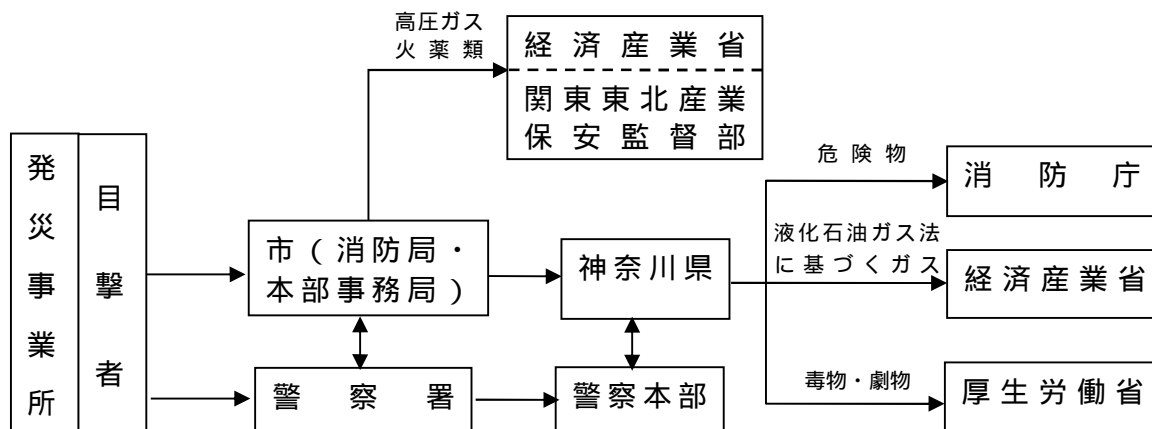 高圧ガス
火薬類
経済産業省
関東東北産業
保安監督部
発災事業所
目撃者
市（消防局・
本部事務局）
神奈川県
危険物
消防庁
液化石油ガス法
に基づくガス
経済産業省
警察署
警察本部
毒物・劇物
厚生労働省